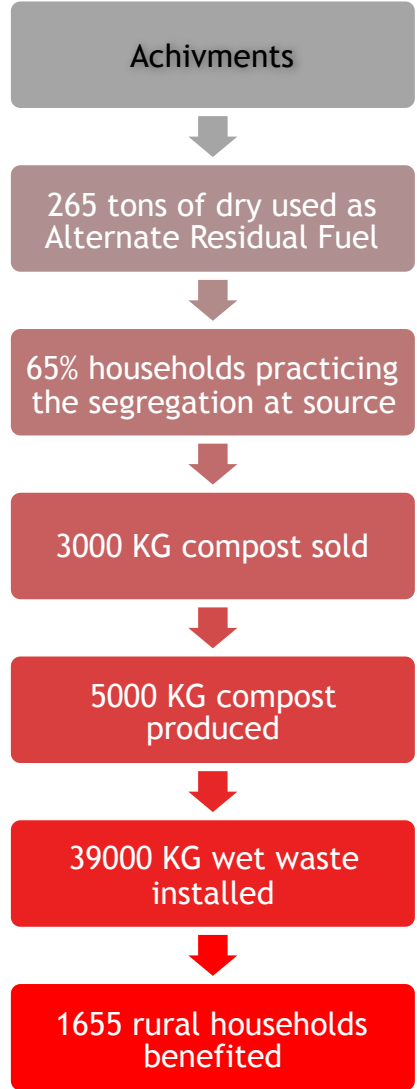 Achivments
265 tons of dry used as
Alternate Residual Fuel
65% households practicing
the segregation at source
3000 KG compost sold
5000 KG compost
produced
39000 KG wet waste
installed
1655 rural households
benefited